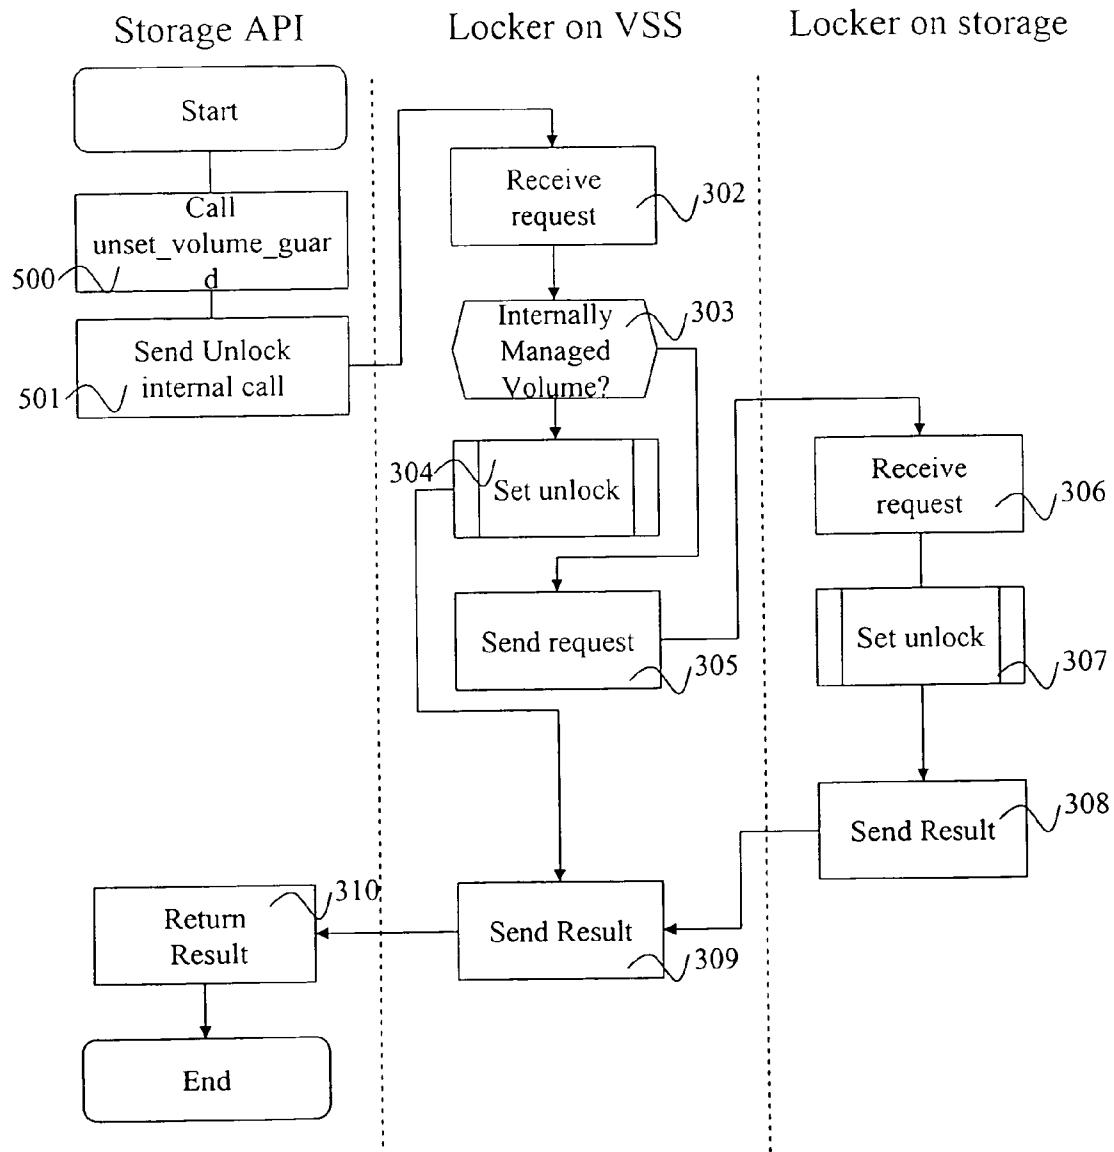 Storage API
Locker on VSS
Locker on storage
Start
Call
unset_volume_guar
d
500
Send Unlock
internal call
501
Receive
request
302
Internally
Managed
Volume?
303
304
Set unlock
Send request
305
Receive
request
306
Set unlock
307
Send Result
308
Send Result
309
Return
Result
310
End